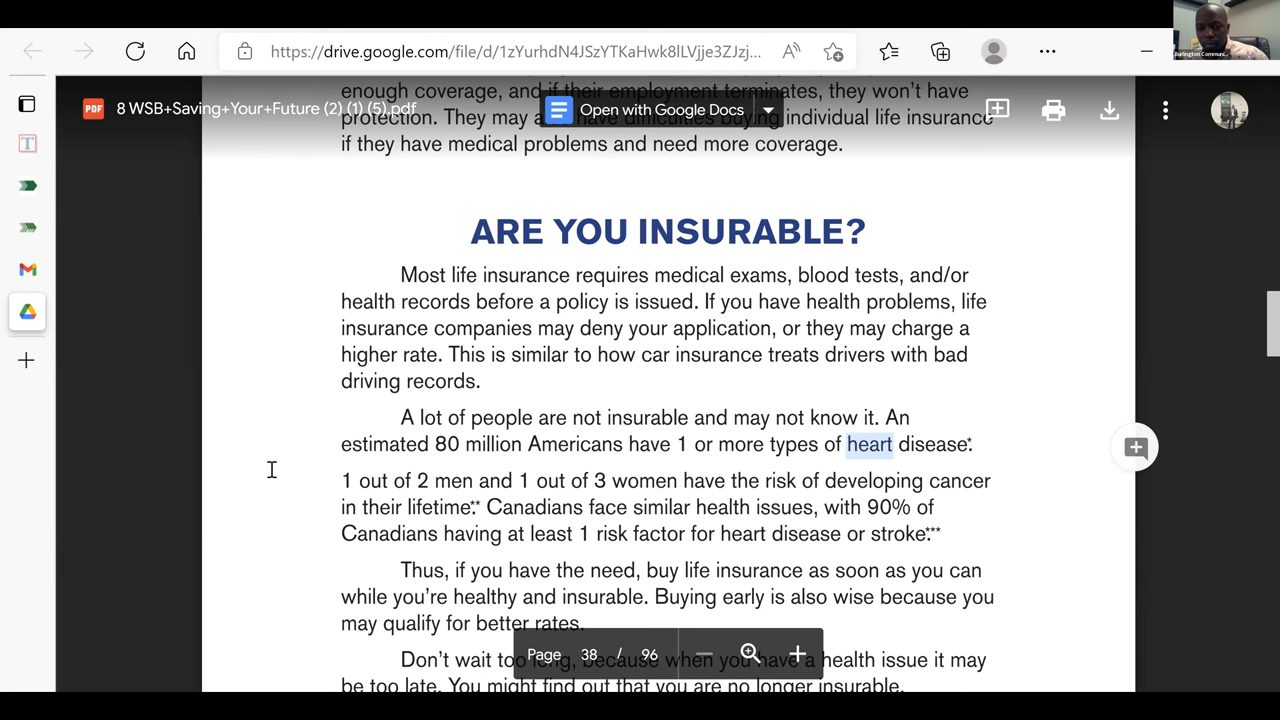 https://drive.google.com/file/d/1zYurhdN4JSzYTKaHwk8lLVjje3ZJzj...
8 WSB+Saving+Your+Future (2) (1) (5).pdf
Open with Google Docs
enough coverage, and if their employment terminates, they won't have
protection. They may also have difficulties buying individual life insurance
if they have medical problems and need more coverage.
ARE YOU INSURABLE?
Most life insurance requires medical exams, blood tests, and/or
health records before a policy is issued. If you have health problems, life
insurance companies may deny your application, or they may charge a
higher rate. This is similar to how car insurance treats drivers with bad
driving records.
A lot of people are not insurable and may not know it. An
estimated 80 million Americans have 1 or more types of heart disease*.
1 out of 2 men and 1 out of 3 women have the risk of developing cancer
in their lifetime.** Canadians face similar health issues, with 90% of
Canadians having at least 1 risk factor for heart disease or stroke.***
Thus, if you have the need, buy life insurance as soon as you can
while you're healthy and insurable. Buying early is also wise because you
may qualify for better rates.
Don't wait too long, because when you have a health issue it may
be too late. You might find out that you are no longer insurable.
Page 38 / 96